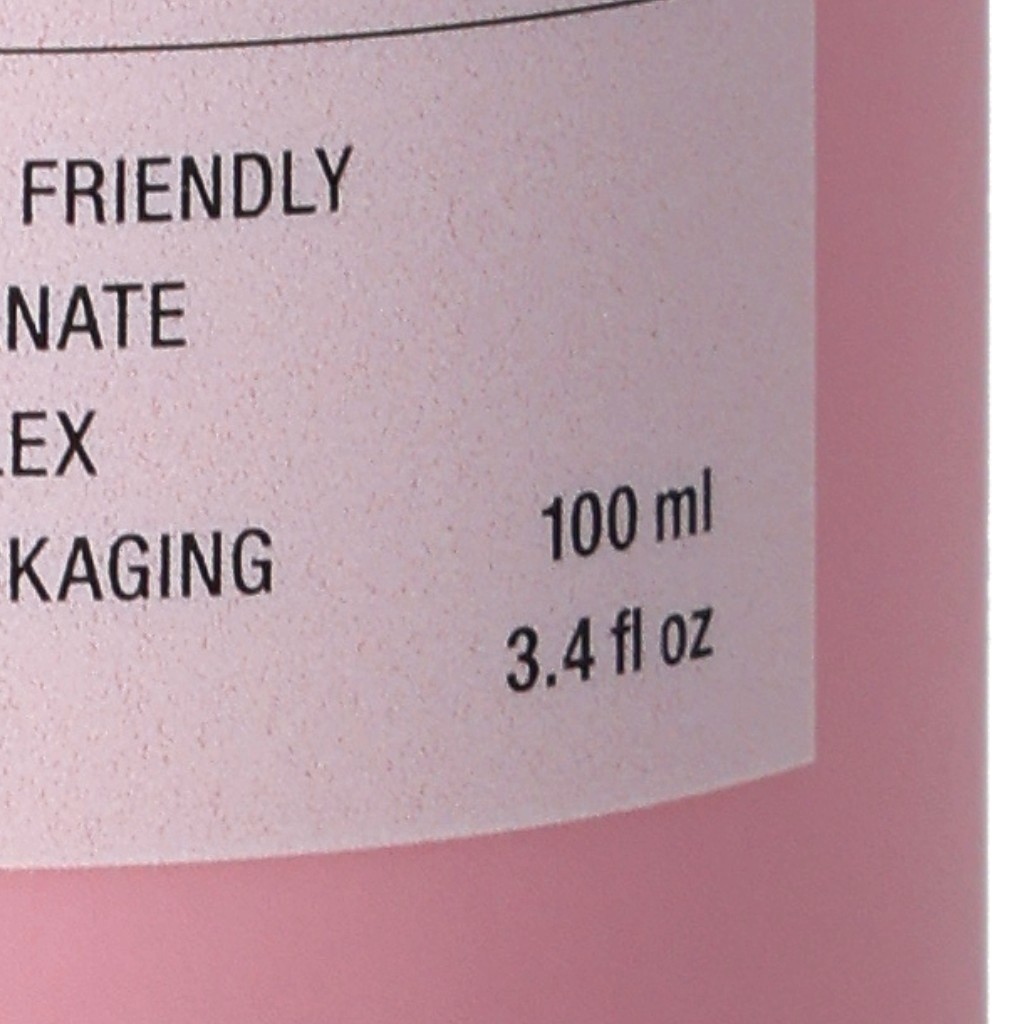 FRIENDLY
NATE
EX
KAGING
100 ml
3.4 fl oz